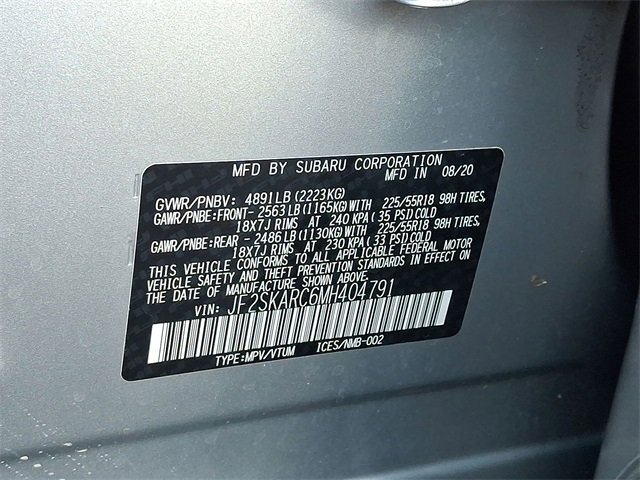 MFD BY SUBARU CORPORATION
MFD IN 08/20
GVWR/PNBV: 4891LB(2223KG)
GAWR/PNBE:FRONT- 2563LB(1165KG)WITH 225/55R18 98H TIRES,
18X7J RIMS AT 240 KPA(35 PSI)COLD
GAWR/PNBE:REAR - 2486LB(1130KG)WITH 225/55R18 98H TIRES,
18X7J RIMS AT 230 KPA(33 PSI)COLD
THIS VEHICLE CONFORMS TO ALL APPLICABLE FEDERAL MOTOR
VEHICLE SAFETY AND THEFT PREVENTION STANDARDS IN EFFECT ON
THE DATE OF MANUFACTURE SHOWN ABOVE.
VIN: JF2SKARC6MH404791
TYPE:MPV/VTUM ICES/NMB-002